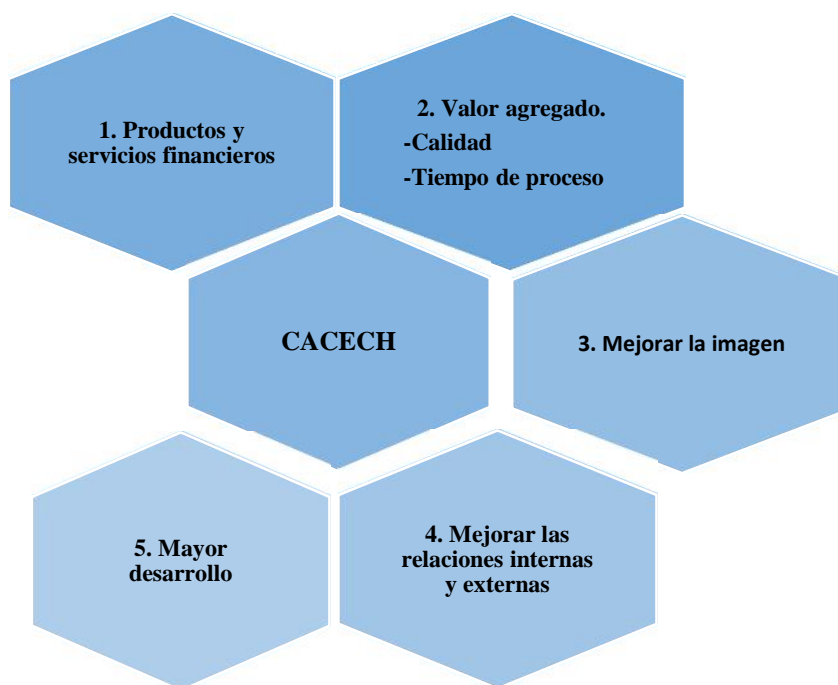 1. Productos y
servicios financieros
2. Valor agregado.
-Calidad
-Tiempo de proceso
CACECH
3. Mejorar la imagen
5. Mayor
desarrollo
4. Mejorar las
relaciones internas
y externas